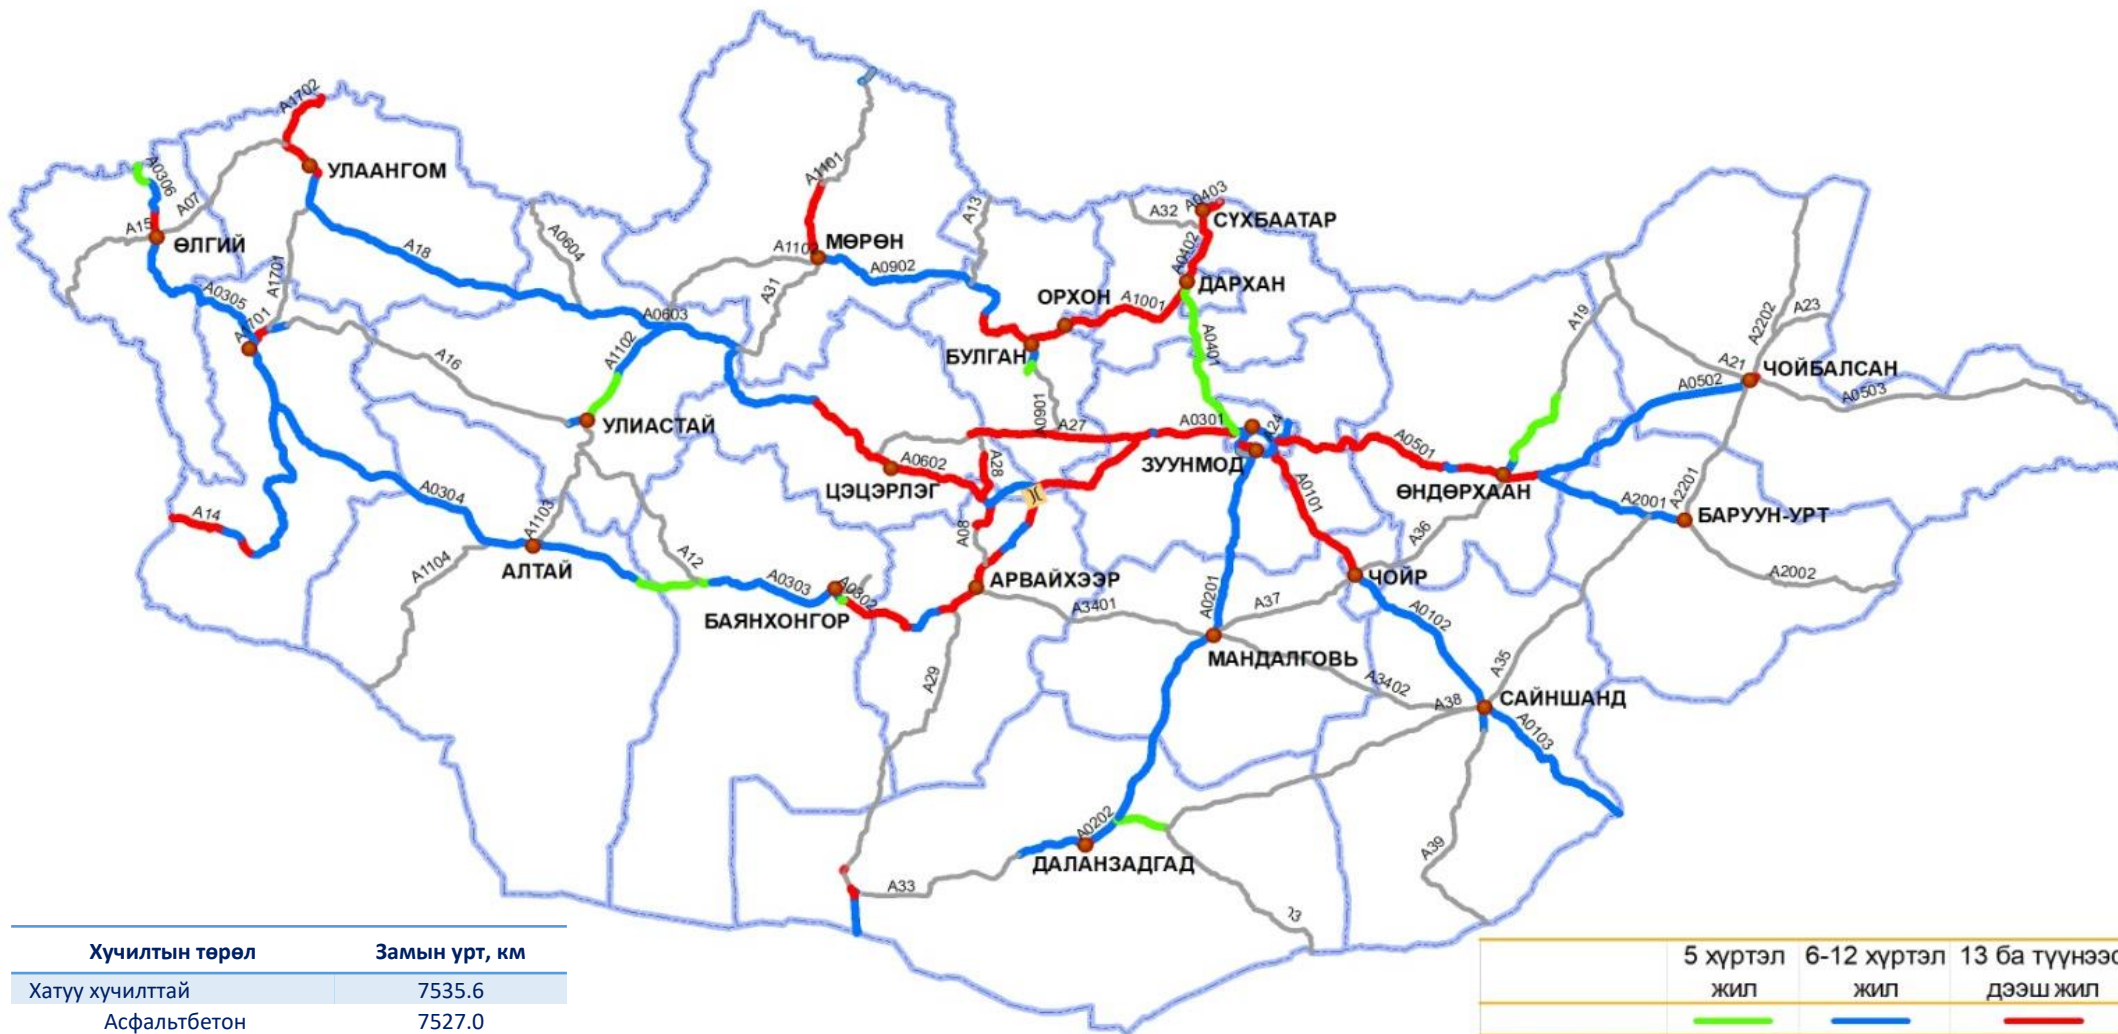 A1702
A0306
A07
A15
УЛААНГОМ
ӨЛГИЙ
A1701
A18
A0604
A1101
A1102
МӨРӨН
A0902
A31
A13
A32
A0403
СҮХБААТАР
A0402
ДАРХАН
ОРХОН
A1001
A0401
A0305
A1701
A0603
A1102
A16
БУЛГАН
A0901
УЛИАСТАЙ
A27
A0301
A24
ЗУУНМОД
A0602
ЦЭЦЭРЛЭГ
A28
A08
A0101
A0501
ӨНДӨРХААН
A19
A2202
A23
A21
ЧОЙБАЛСАН
A0502
A0503
A2201
A2001
БАРУУН-УРТ
A2002
A14
A0304
A1103
АЛТАЙ
A1104
A12
A0303
A0302
БАЯНХОНГОР
АРВАЙХЭЭР
A3401
A0201
A37
A36
ЧОЙР
A0102
МАНДАЛГОВЬ
A29
A3402
A38
A35
САЙНШАНД
A0103
A39
A0202
ДАЛАНЗАДГАД
A33
Хучилтын төрөл Замын урт, км
Хатуу хучилттай 7535.6
Асфальтбетон 7527.0
5 хүртэл 6-12 хүртэл 13 ба түүнээс
жил жил дээш жил